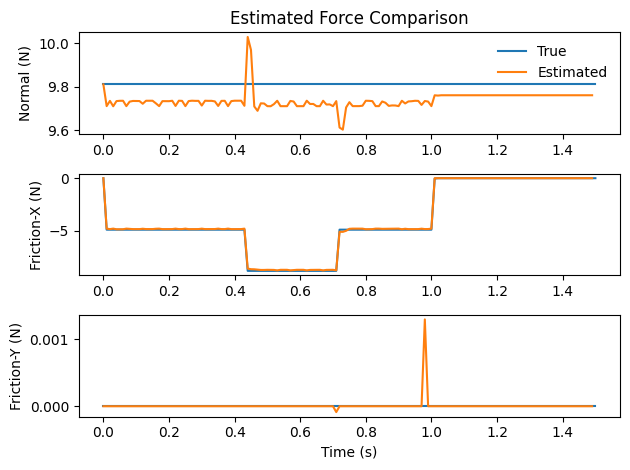 Estimated Force Comparison
Normal (N)
10.0
9.8
9.6
True
Estimated
0.0 0.2 0.4 0.6 0.8 1.0 1.2 1.4
Friction-X (N)
0
−5
0.0 0.2 0.4 0.6 0.8 1.0 1.2 1.4
Friction-Y (N)
0.001
0.000
0.0 0.2 0.4 0.6 0.8 1.0 1.2 1.4
Time (s)